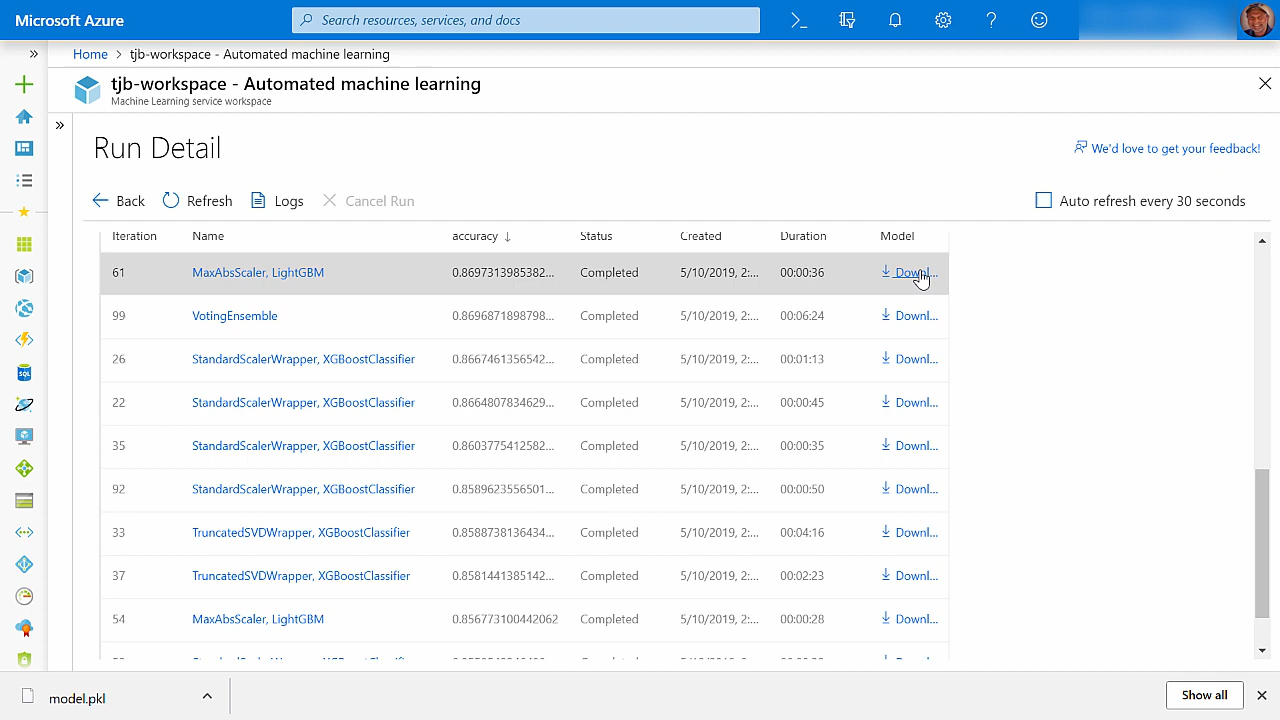 Microsoft Azure
Search resources, services, and docs
Home > tjb-workspace - Automated machine learning
tjb-workspace - Automated machine learning
Machine Learning service workspace
Run Detail
We'd love to get your feedback!
Back Refresh Logs Cancel Run Auto refresh every 30 seconds
Iteration Name accuracy ↓ Status Created Duration Model
61 MaxAbsScaler, LightGBM 0.8697313985382... Completed 5/10/2019, 2:... 00:00:36 Downl...
99 VotingEnsemble 0.8696871898798... Completed 5/10/2019, 2:... 00:06:24 Downl...
26 StandardScalerWrapper, XGBoostClassifier 0.8667461356542... Completed 5/10/2019, 2:... 00:01:13 Downl...
22 StandardScalerWrapper, XGBoostClassifier 0.8664807834629... Completed 5/10/2019, 2:... 00:00:45 Downl...
35 StandardScalerWrapper, XGBoostClassifier 0.8603775412582... Completed 5/10/2019, 2:... 00:00:35 Downl...
92 StandardScalerWrapper, XGBoostClassifier 0.8589623556501... Completed 5/10/2019, 2:... 00:00:50 Downl...
33 TruncatedSVDWrapper, XGBoostClassifier 0.8588738136434... Completed 5/10/2019, 2:... 00:04:16 Downl...
37 TruncatedSVDWrapper, XGBoostClassifier 0.8581441385142... Completed 5/10/2019, 2:... 00:02:23 Downl...
54 MaxAbsScaler, LightGBM 0.856773100442062 Completed 5/10/2019, 2:... 00:00:28 Downl...
model.pkl
Show all